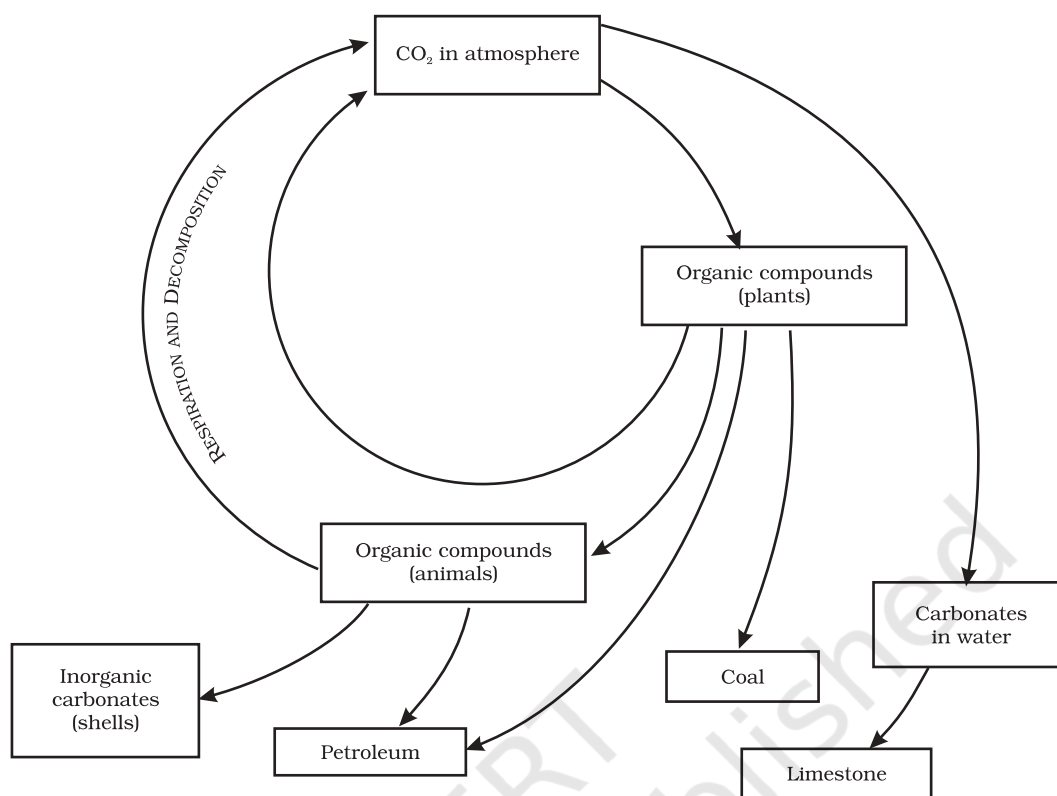 CO₂ in atmosphere
RESPIRATION AND DECOMPOSITION
Organic compounds
(plants)
Organic compounds
(animals)
Carbonates
in water
Inorganic
carbonates
(shells)
Coal
Petroleum
Limestone